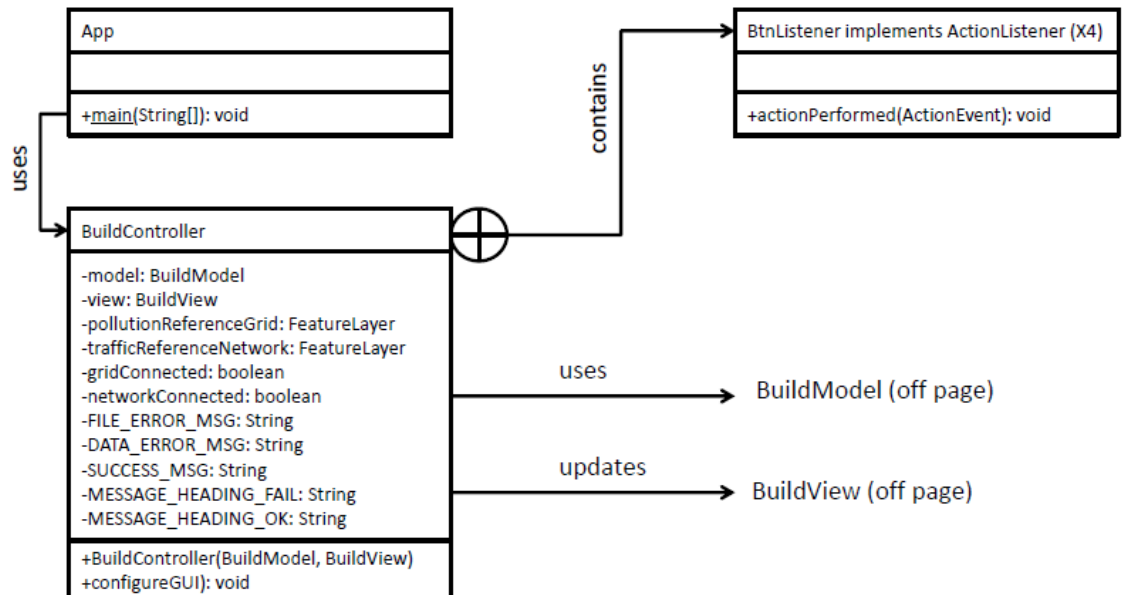 App
+main(String[]): void
uses
BtnListener implements ActionListener (X4)
+actionPerformed(ActionEvent): void
contains
BuildController
-model: BuildModel
-view: BuildView
-pollutionReferenceGrid: FeatureLayer
-trafficReferenceNetwork: FeatureLayer
-gridConnected: boolean
-networkConnected: boolean
-FILE_ERROR_MSG: String
-DATA_ERROR_MSG: String
-SUCCESS_MSG: String
-MESSAGE_HEADING_FAIL: String
-MESSAGE_HEADING_OK: String
+BuildController(BuildModel, BuildView)
+configureGUI): void
uses
BuildModel (off page)
updates
BuildView (off page)